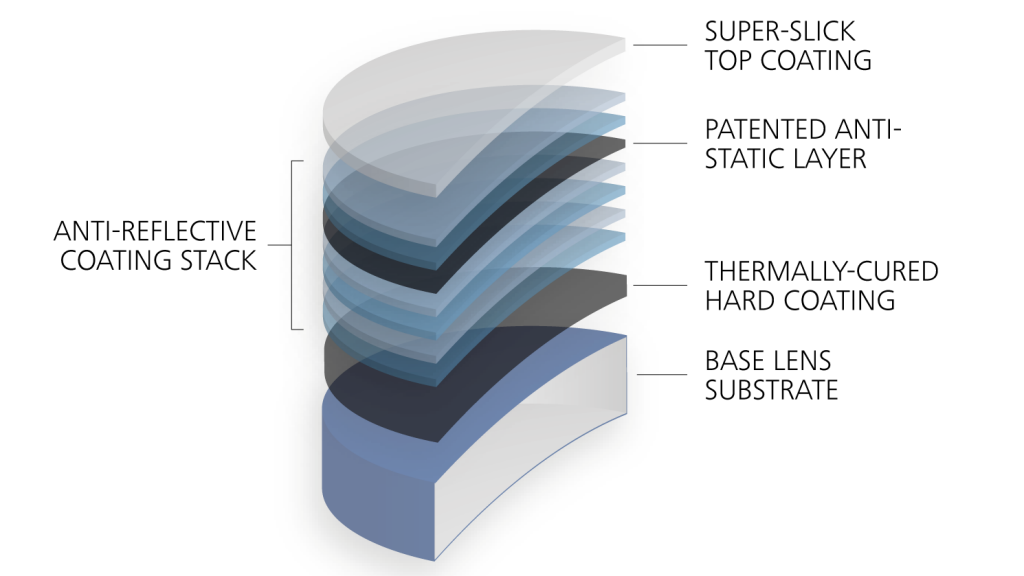 SUPER-SLICK
TOP COATING
PATENTED ANTI-
STATIC LAYER
ANTI-REFLECTIVE
COATING STACK
THERMALLY-CURED
HARD COATING
BASE LENS
SUBSTRATE